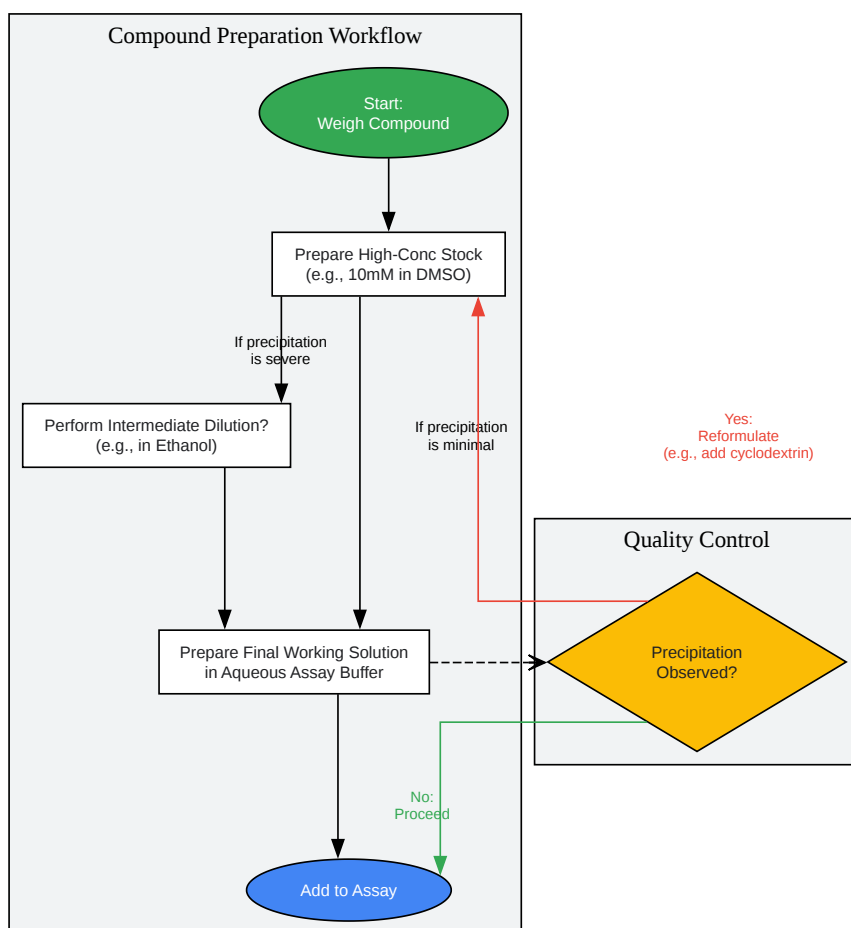 Compound Preparation Workflow
Start:
Weigh Compound
Prepare High-Conc Stock
(e.g., 10mM in DMSO)
If precipitation
is severe
Perform Intermediate Dilution?
(e.g., in Ethanol)
If precipitation
is minimal
Yes:
Reformulate
(e.g., add cyclodextrin)
Quality Control
Prepare Final Working Solution
in Aqueous Assay Buffer
Precipitation
Observed?
No:
Proceed
Add to Assay